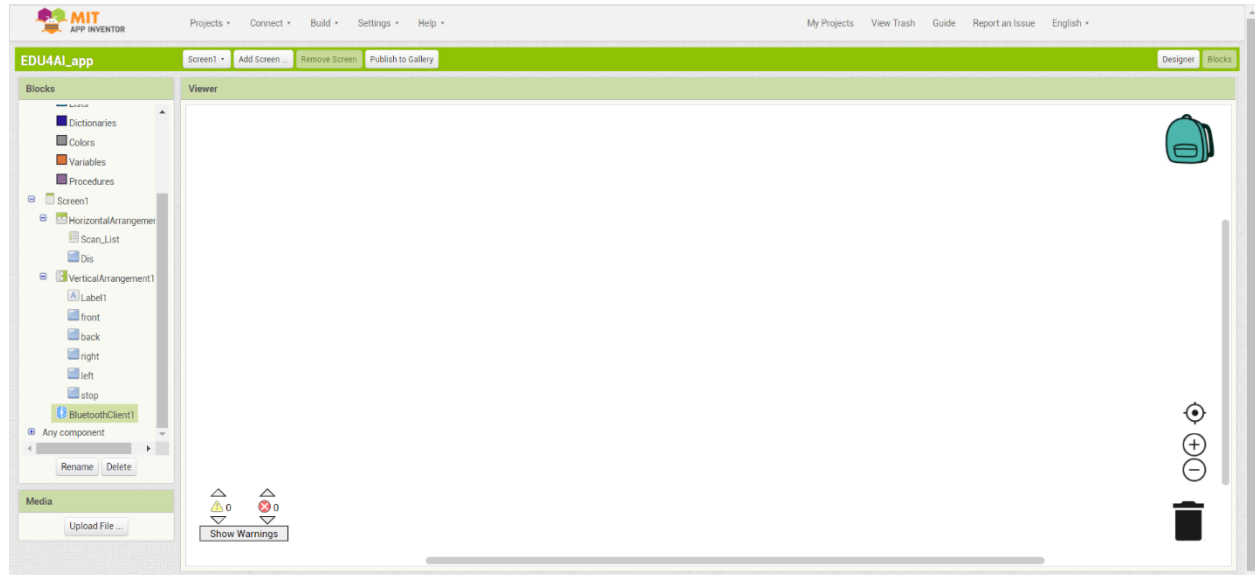 MIT
APP INVENTOR
Projects Connect Build Settings Help My Projects View Trash Guide Report an Issue English
EDU4AI_app Screen1 Add Screen ... Remove Screen Publish to Gallery Designer Blocks
Blocks Viewer
Dictionaries
Colors
Variables
Procedures
Screen1
HorizontalArrangemer
Scan_List
Dis
VerticalArrangement1
Label1
front
back
right
left
stop
BluetoothClient1
Any component
Rename Delete
Media
Upload File ...
0 0
Show Warnings